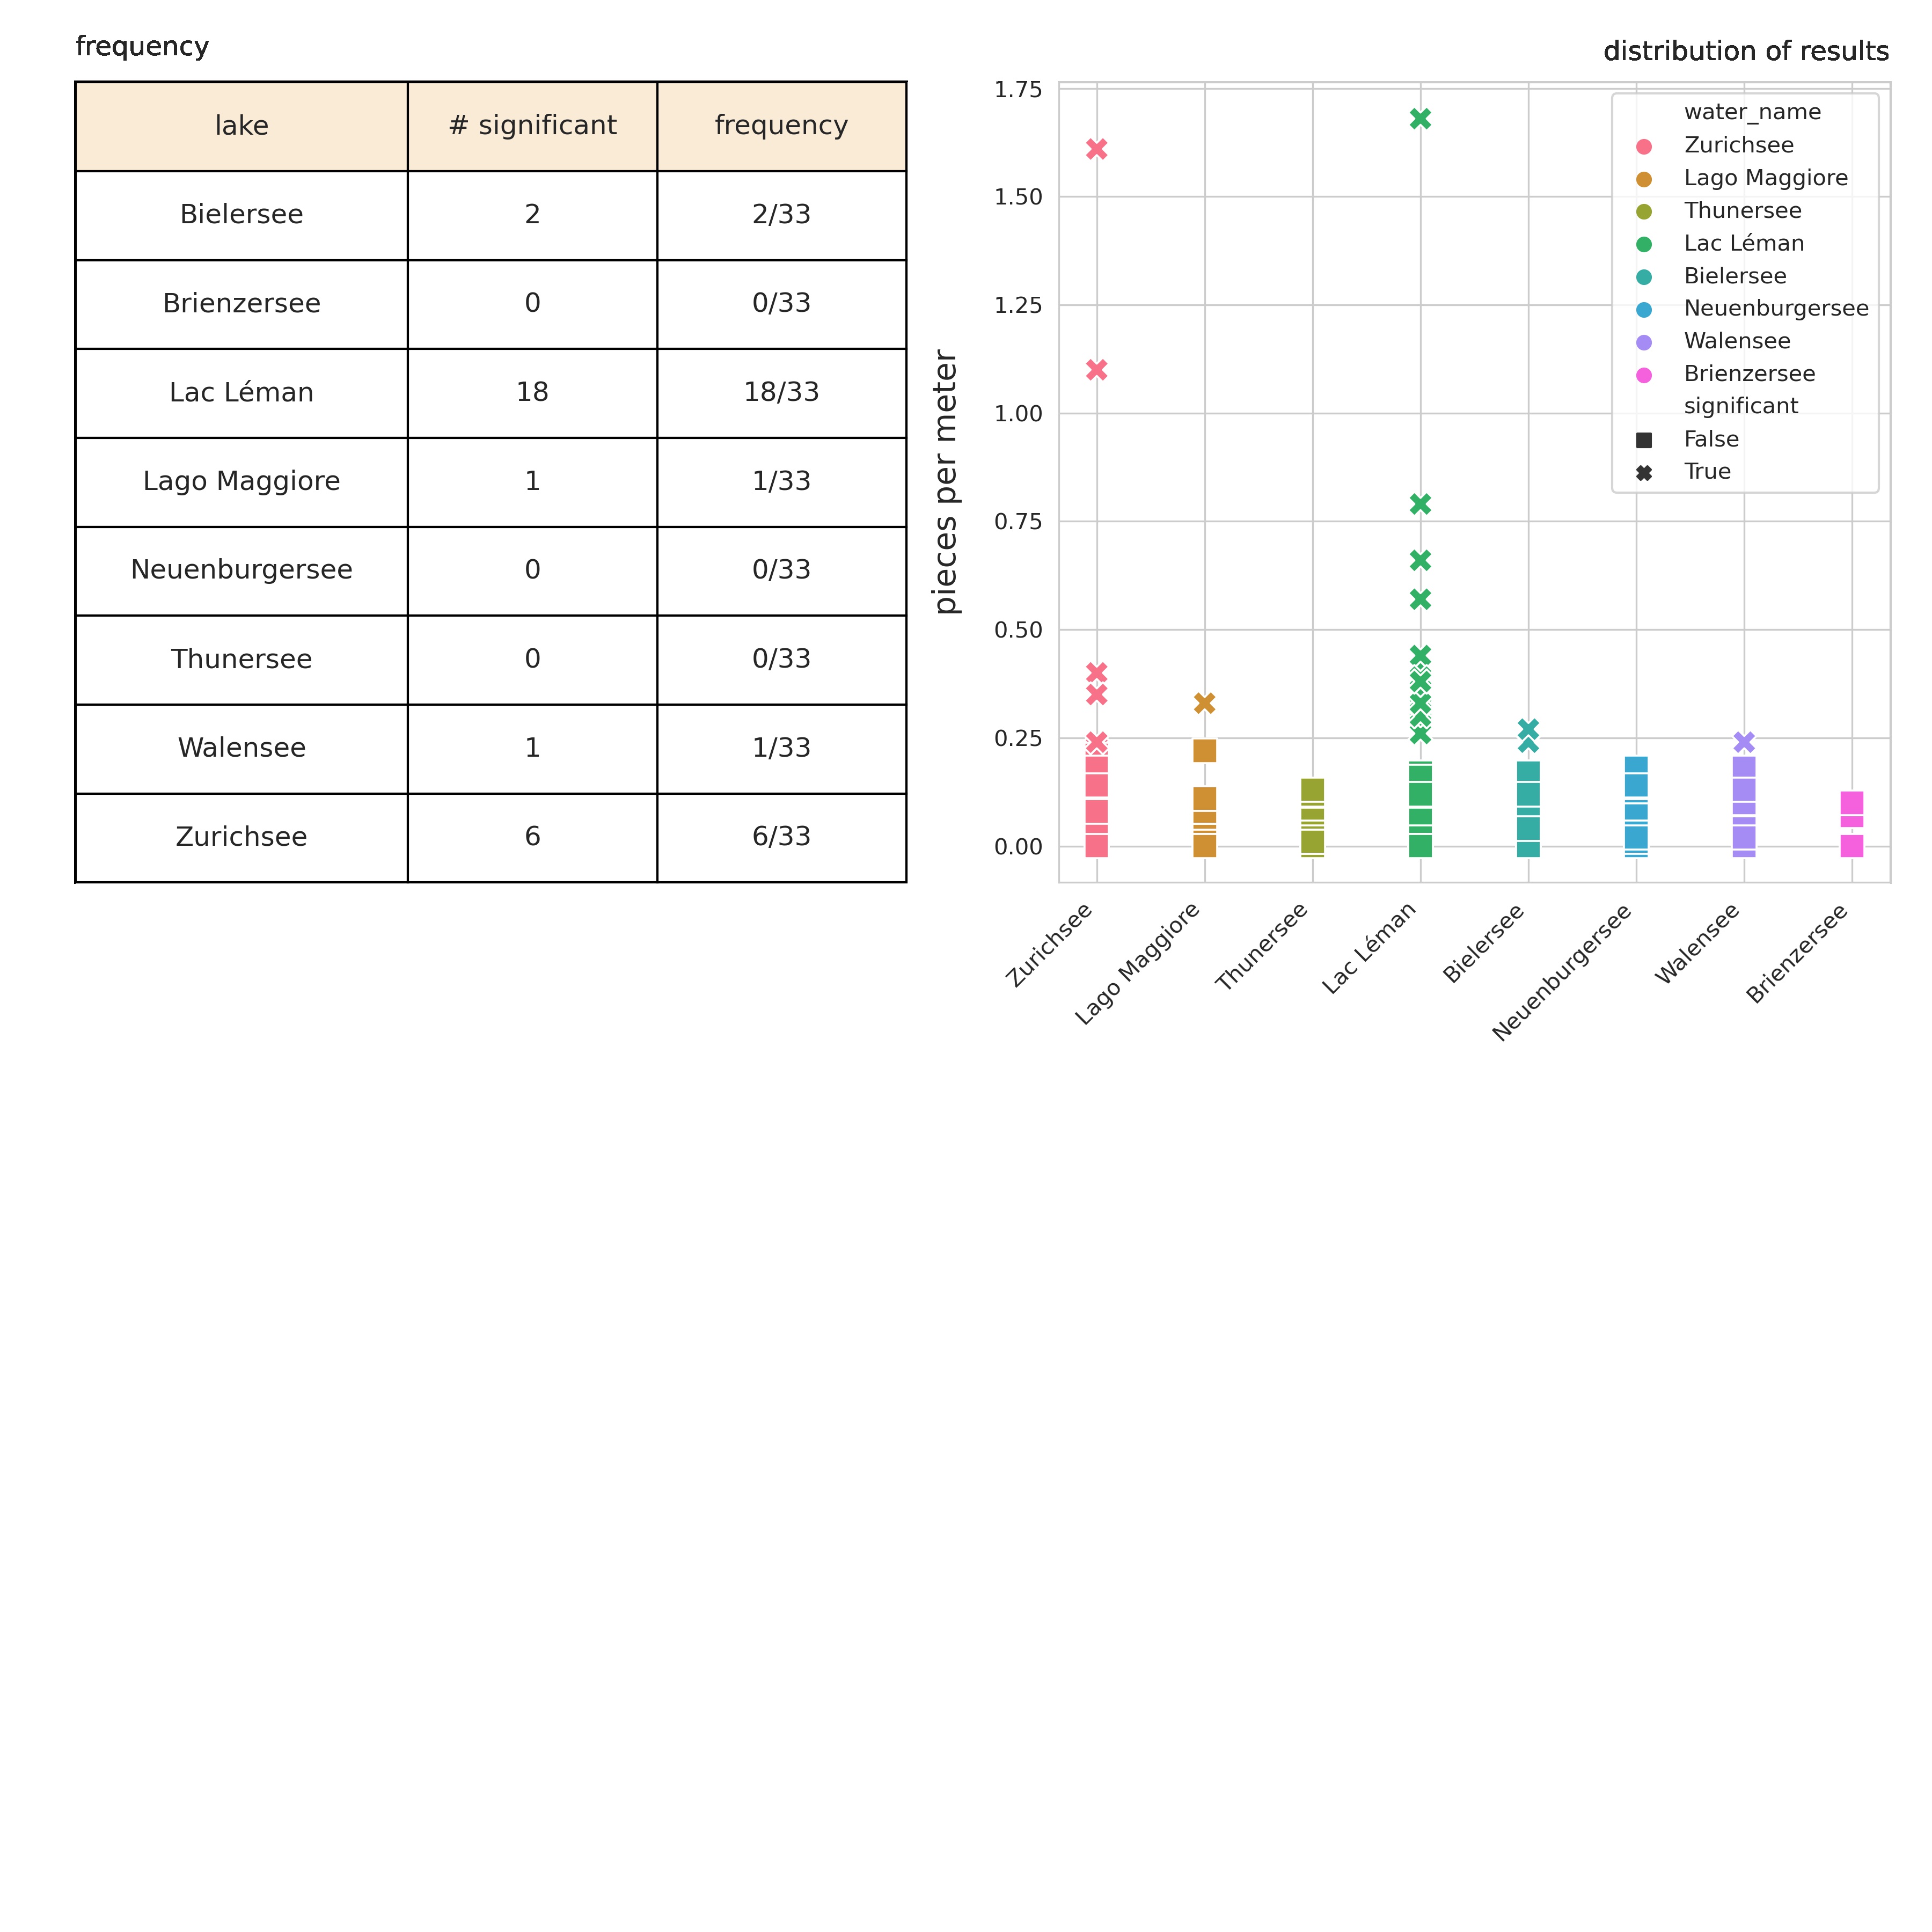 frequency
lake # significant frequency
Bielersee 2 2/33
Brienzersee 0 0/33
Lac Léman 18 18/33
Lago Maggiore 1 1/33
Neuenburgersee 0 0/33
Thunersee 0 0/33
Walensee 1 1/33
Zurichsee 6 6/33
distribution of results
pieces per meter
1.75
1.50
1.25
1.00
0.75
0.50
0.25
0.00
water_name
Zurichsee
Lago Maggiore
Thunersee
Lac Léman
Bielersee
Neuenburgersee
Walensee
Brienzersee
significant
False
True
Zurichsee
Lago Maggiore
Thunersee
Lac Léman
Bielersee
Neuenburgersee
Walensee
Brienzersee